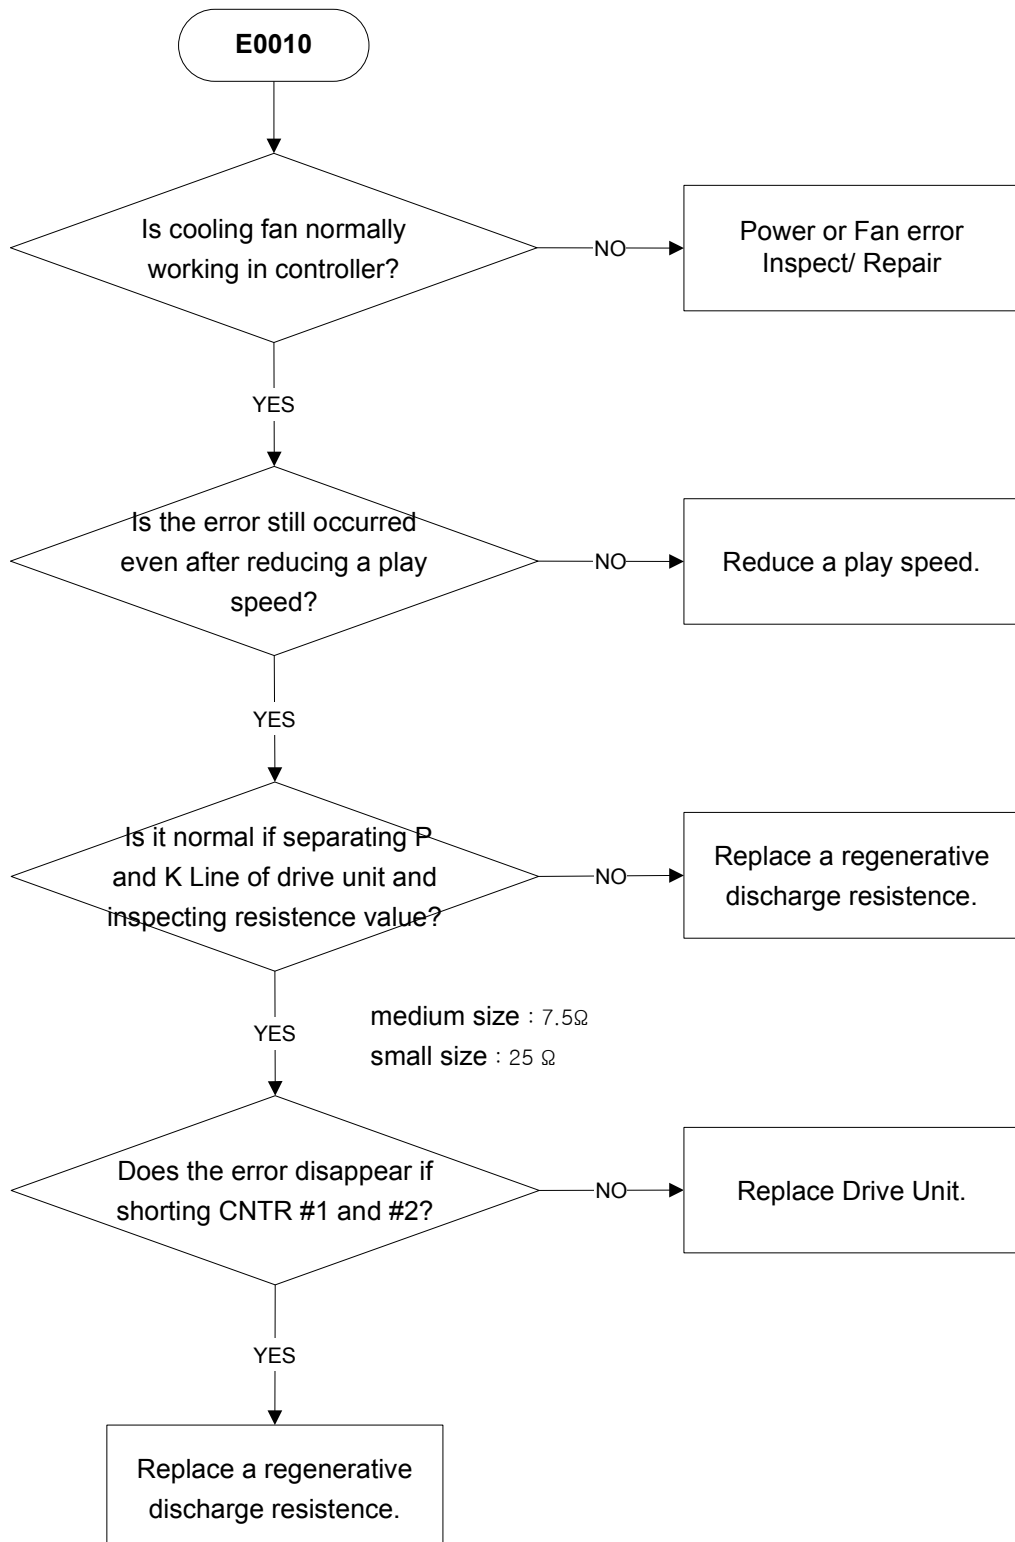 E0010
Is cooling fan normally
working in controller?
NO
Power or Fan error
Inspect/ Repair
YES
Is the error still occurred
even after reducing a play
speed?
NO
Reduce a play speed.
YES
Is it normal if separating P
and K Line of drive unit and
inspecting resistence value?
NO
Replace a regenerative
discharge resistence.
YES
medium size : 7.5Ω
small size : 25 Ω
Does the error disappear if
shorting CNTR #1 and #2?
NO
Replace Drive Unit.
YES
Replace a regenerative
discharge resistence.